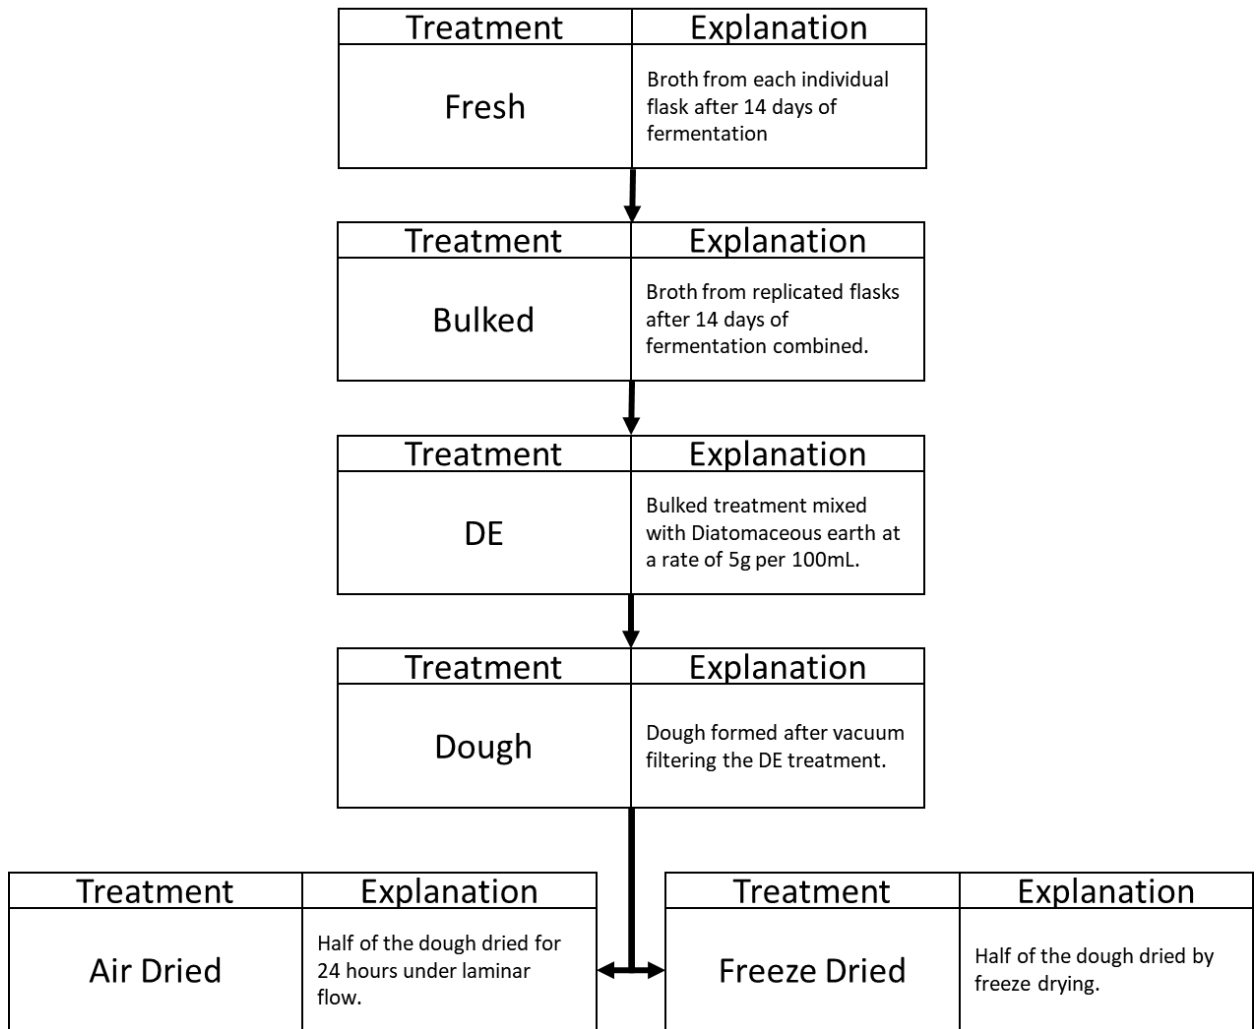 Treatment Explanation
Fresh
Broth from each individual
flask after 14 days of
fermentation
Treatment Explanation
Bulked
Broth from replicated flasks
after 14 days of
fermentation combined.
Treatment Explanation
DE
Bulked treatment mixed
with Diatomaceous earth at
a rate of 5g per 100mL.
Treatment Explanation
Dough
Dough formed after vacuum
filtering the DE treatment.
Treatment Explanation
Air Dried
Half of the dough dried for
24 hours under laminar
flow.
Treatment Explanation
Freeze Dried
Half of the dough dried by
freeze drying.